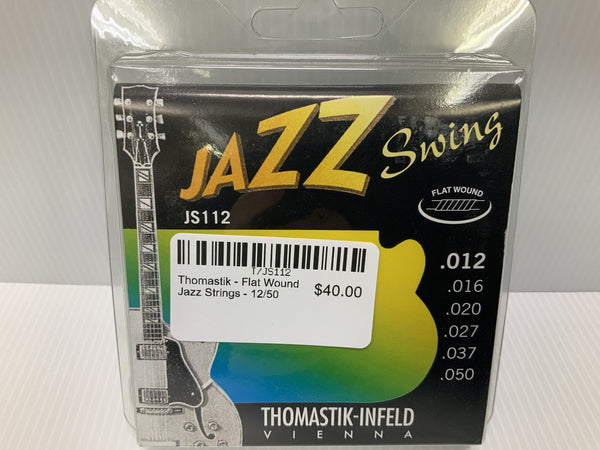 JAZZ Swing
FLAT WOUND
JS112
T/JS112
Thomastik - Flat Wound
Jazz Strings - 12/50
$40.00
.012
.016
.020
.027
.037
.050
THOMASTIK-INFELD
VIENNA